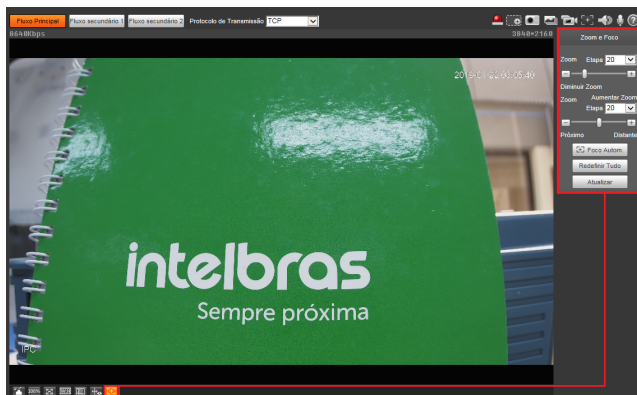 Fluxo Principal Fluxo secundário 1 Fluxo secundário 2 Protocolo de Transmissão TCP
8640Kbps 3840*2160
Zoom e Foco
Zoom Etapa 20
Diminuir Zoom
Aumentar Zoom
Zoom Etapa 20
Próximo Distante
Foco Autom
Redefinir Tudo
Atualizar
intelbras
Sempre próxima
IPC
100%